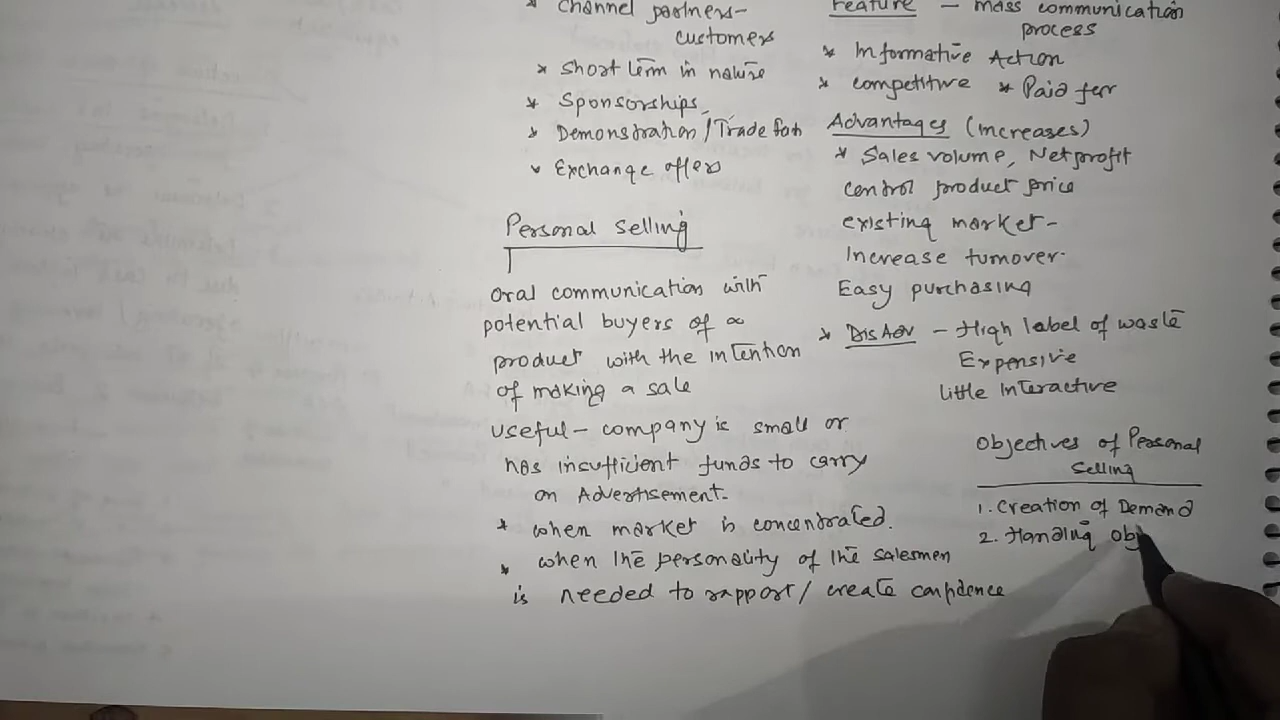 * Channel partners-
customers
* Short term in nature
* Sponsorships,
* Demonstration/Trade fair
* Exchange offers
Personal Selling
oral communication with
potential buyers of a
product with the intention
of making a sale
useful - company is small or
has insufficient funds to carry
on Advertisement.
* when market is concentrated.
* when the personality of the salesmen
is needed to rapport/create confidence
Feature - mass communication
process
* Informative Action
* competitive * Paid
Advantages (increases)
* Sales volume, Net profit
control product price
existing market-
Increase turnover.
Easy purchasing
* DisAdv - High label of waste
Expensive
little Interactive
Objectives of Personal
Selling
1. Creation of Demand
2. Handling Obj